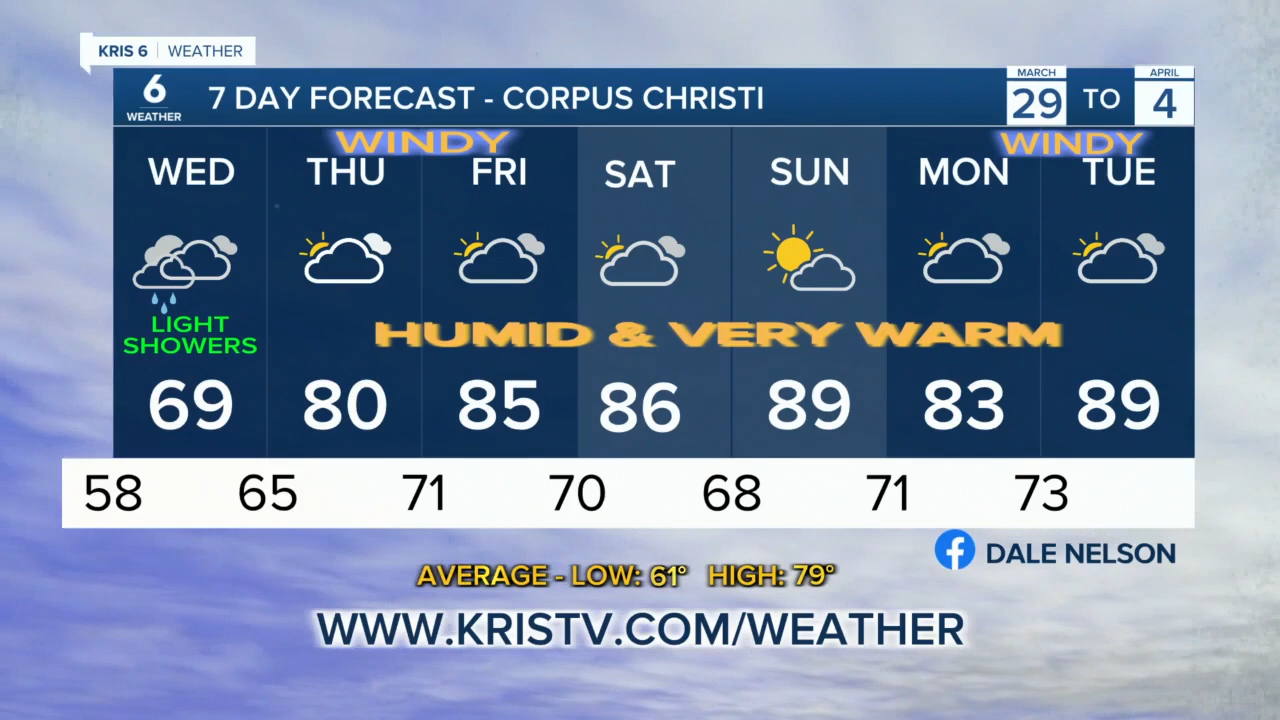 KRIS 6 | WEATHER
6
WEATHER
7 DAY FORECAST - CORPUS CHRISTI
MARCH
29
TO
APRIL
4
WINDY
WINDY
WED THU FRI SAT SUN MON TUE
LIGHT
SHOWERS
HUMID & VERY WARM
69 80 85 86 89 83 89
58 65 71 70 68 71 73
DALE NELSON
AVERAGE - LOW: 61° HIGH: 79°
WWW.KRISTV.COM/WEATHER